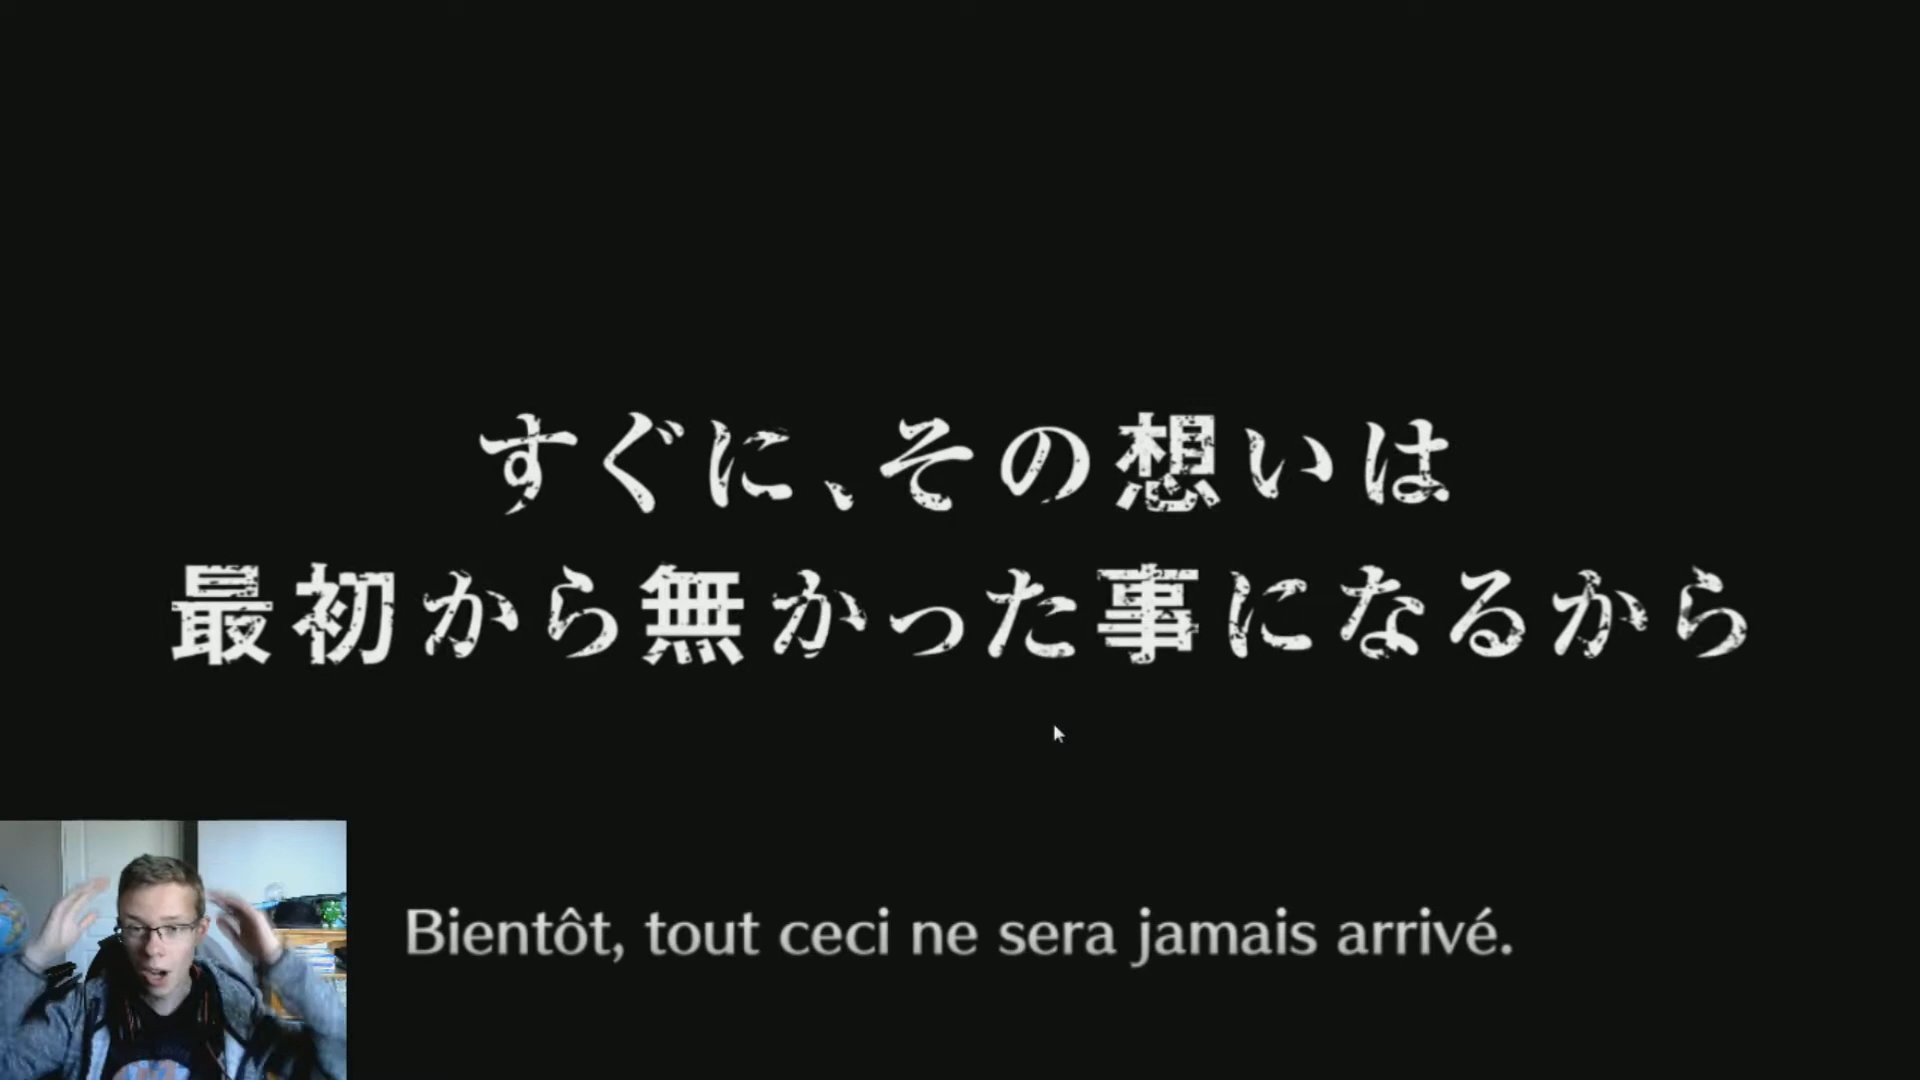 すぐに､その想いは
最初から無かった事になるから
Bientôt, tout ceci ne sera jamais arrivé.